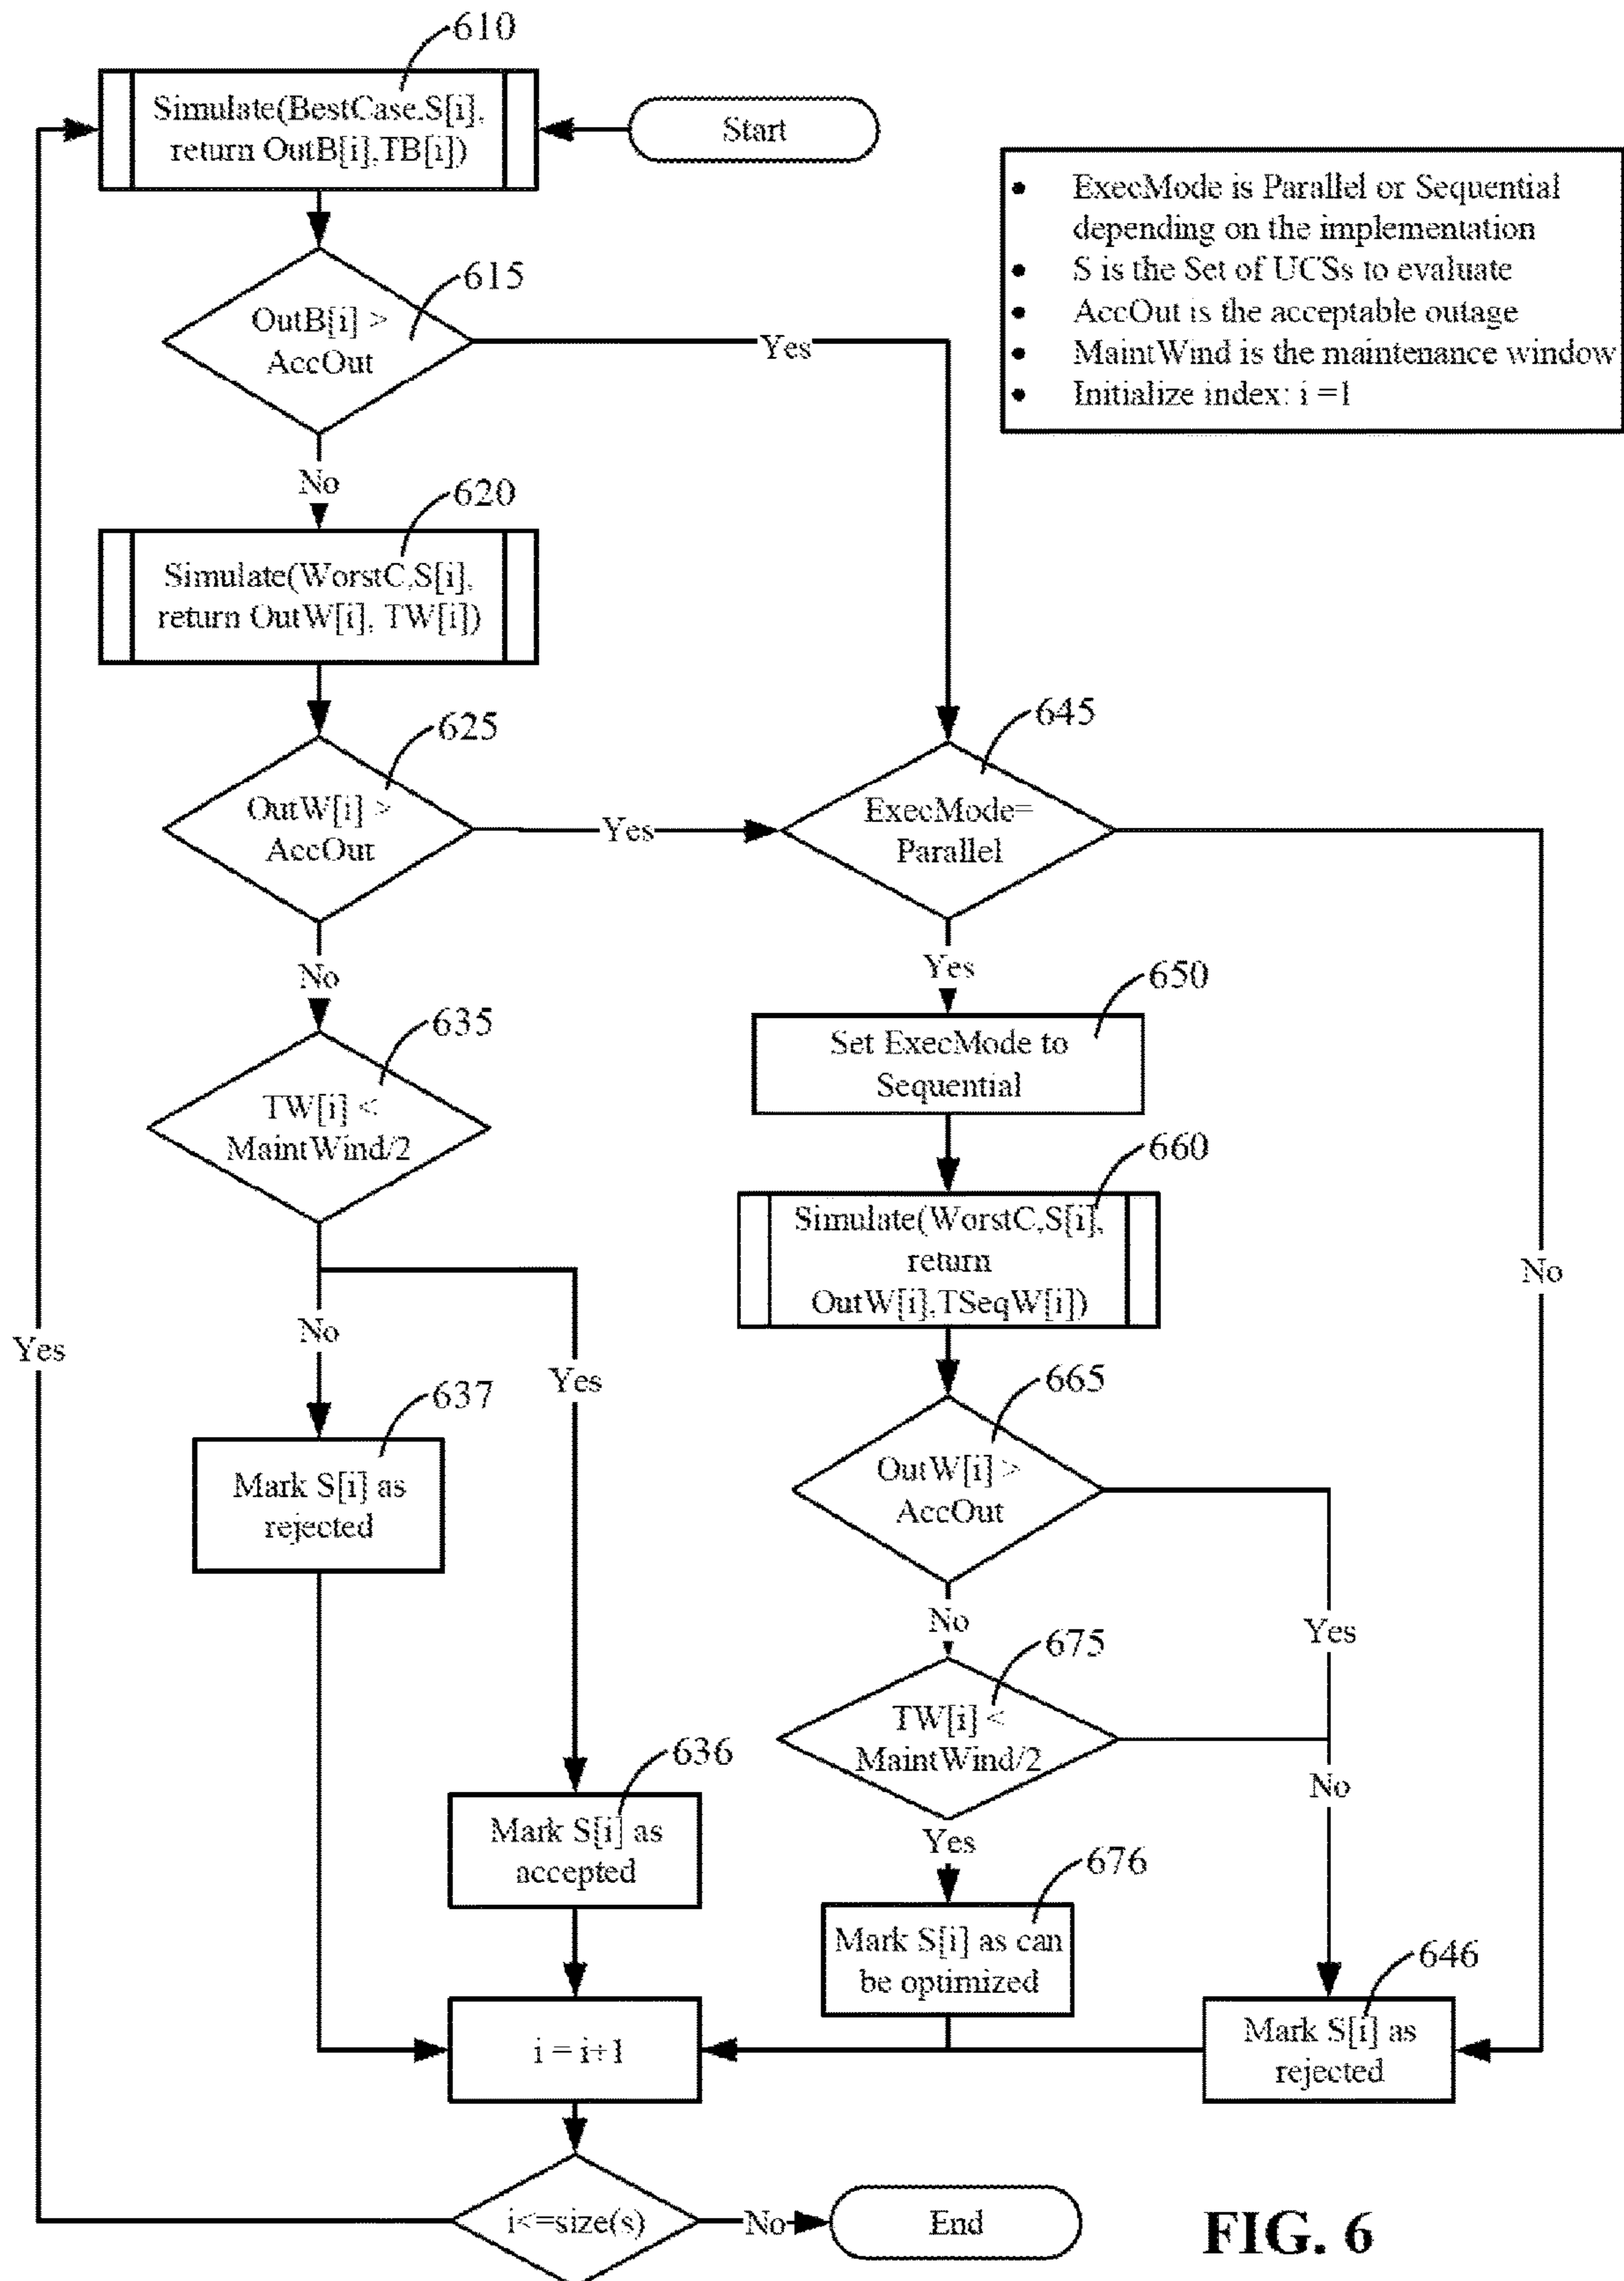 610
Simulate(BestCase,S[i],
return OutB[i],TB[i])
Start
• ExecMode is Parallel or Sequential
depending on the implementation
• S is the Set of UCSs to evaluate
• AccOut is the acceptable outage
• MaintWind is the maintenance window
• Initialize index: i =1
615
OutB[i] >
AccOut
Yes
No
620
Simulate(WorstC,S[i],
return OutW[i], TW[i])
625
OutW[i] >
AccOut
Yes
645
ExecMode=
Parallel
No
Yes
650
Set ExecMode to
Sequential
635
TW[i] <
MaintWind/2
660
Simulate(WorstC,S[i],
return
OutW[i],TSeqW[i])
No
No
Yes
Yes
637
Mark S[i] as
rejected
665
OutW[i] >
AccOut
No
Yes
675
TW[i] <
MaintWind/2
No
Yes
636
Mark S[i] as
accepted
676
Mark S[i] as can
be optimized
646
Mark S[i] as
rejected
i = i+1
i<=size(s)
No
End
FIG. 6